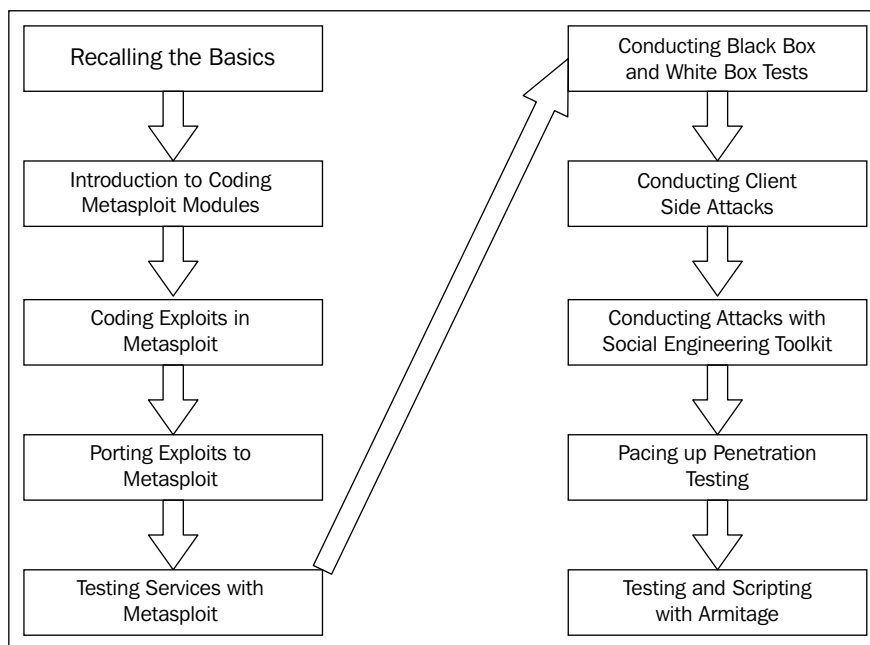 Recalling the Basics
Introduction to Coding
Metasploit Modules
Coding Exploits in
Metasploit
Porting Exploits to
Metasploit
Testing Services with
Metasploit
Conducting Black Box
and White Box Tests
Conducting Client
Side Attacks
Conducting Attacks with
Social Engineering Toolkit
Pacing up Penetration
Testing
Testing and Scripting
with Armitage